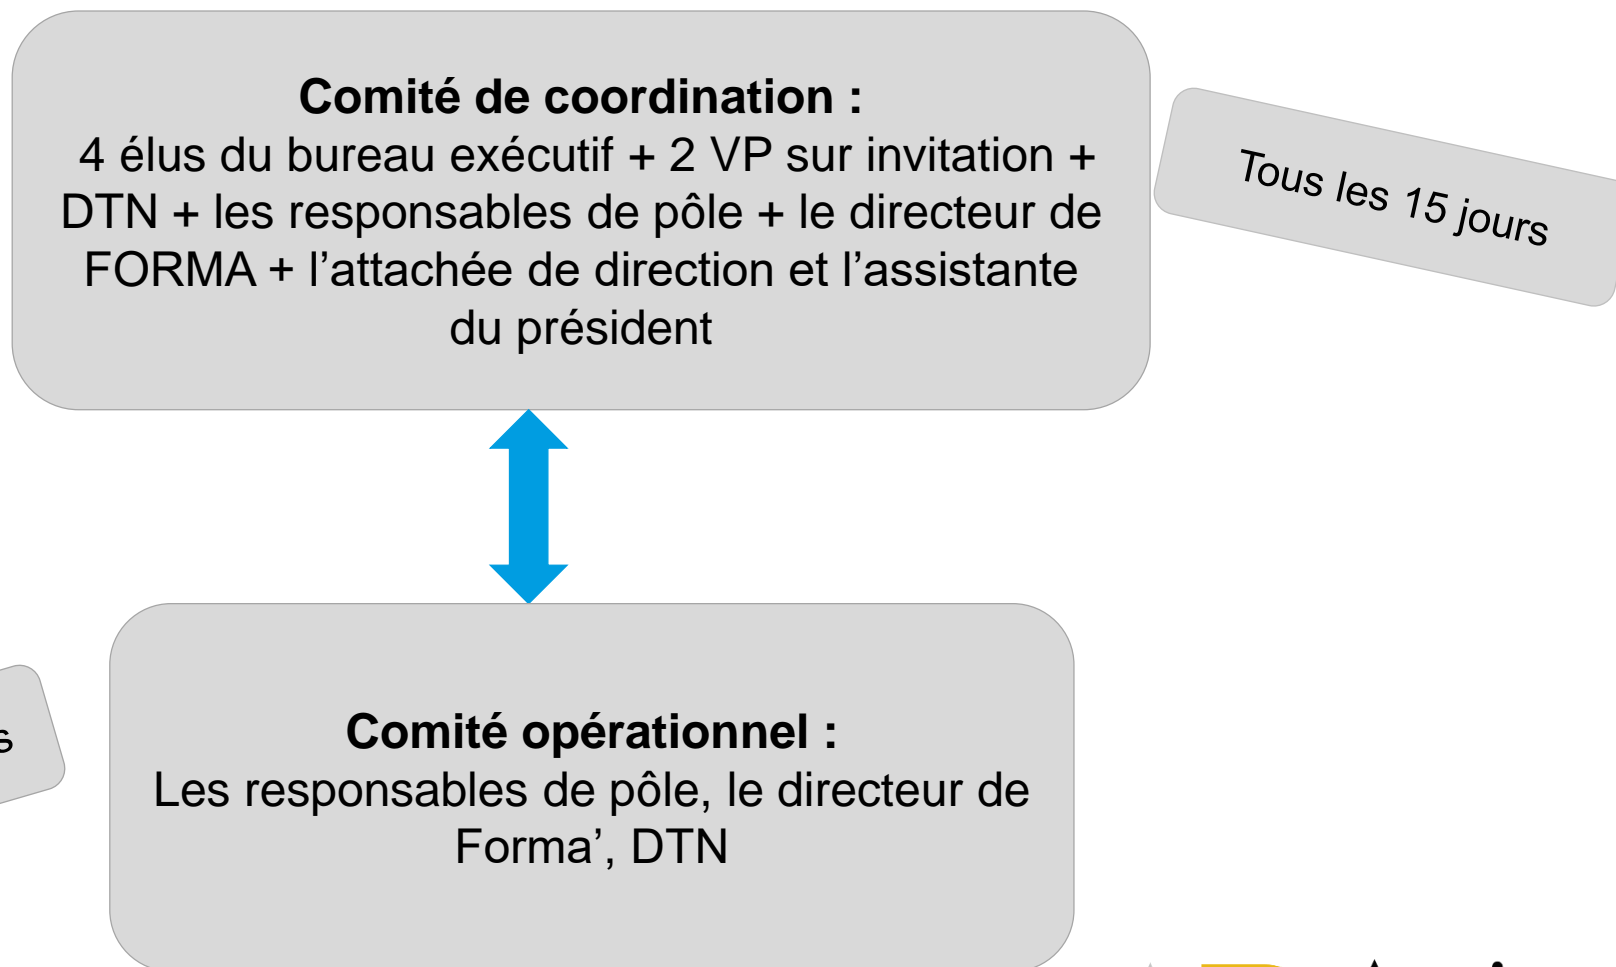 Comité de coordination :
4 élus du bureau exécutif + 2 VP sur invitation +
DTN + les responsables de pôle + le directeur de
FORMA + l’attachée de direction et l’assistante
du président
Tous les 15 jours
Comité opérationnel :
Les responsables de pôle, le directeur de
Forma’, DTN